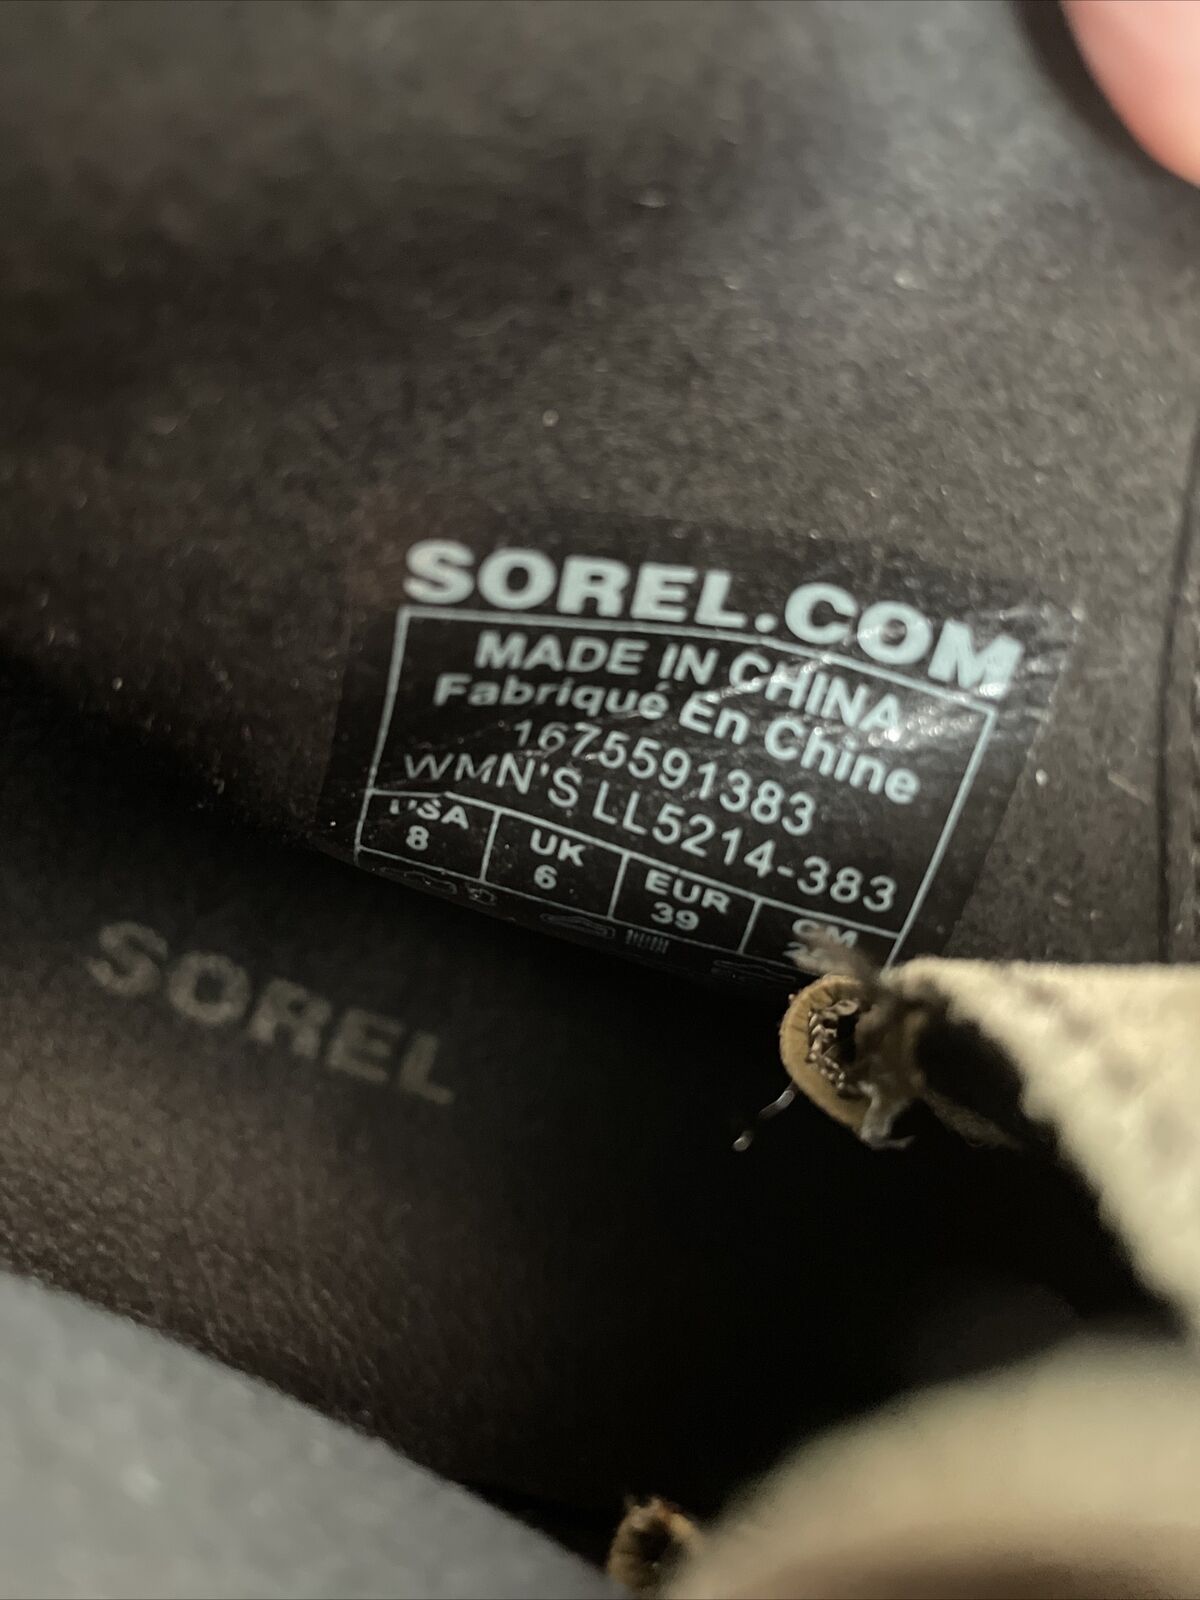 SOREL.COM
MADE IN CHINA
Fabriqué En Chine
1675591383
WMN'S LL5214-383
USA UK EUR CM
8 6 39
SOREL